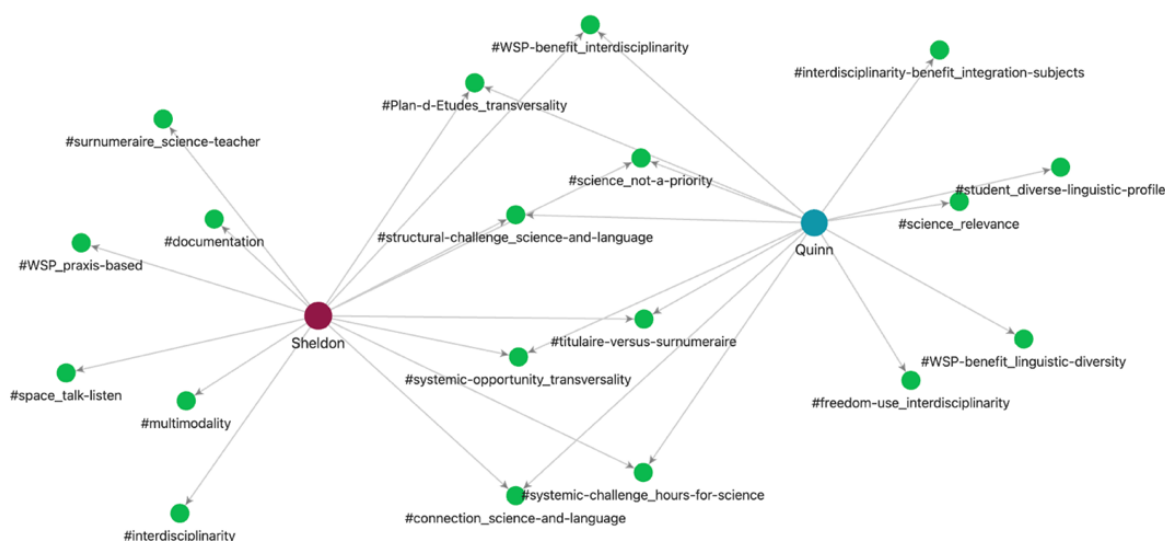 #WSP-benefit_interdisciplinarity
#interdisciplinarity-benefit_integration-subjects
#Plan-d-Etudes_transversality
#surnumeraire_science-teacher
#science_not-a-priority
#student_diverse-linguistic-profile
#science_relevance
#documentation
#structural-challenge_science-and-language
Quinn
#WSP_praxis-based
Sheldon
#titulaire-versus-surnumeraire
#WSP-benefit_linguistic-diversity
#systemic-opportunity_transversality
#space_talk-listen
#freedom-use_interdisciplinarity
#multimodality
#systemic-challenge_hours-for-science
#connection_science-and-language
#interdisciplinarity